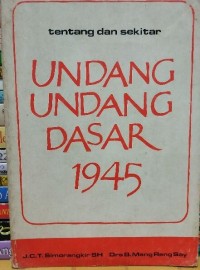 tentang dan sekitar
UNDANG
UNDANG
DASAR
1945
J.C.T. Simorangkir SH Drs B. Mang Reng Say